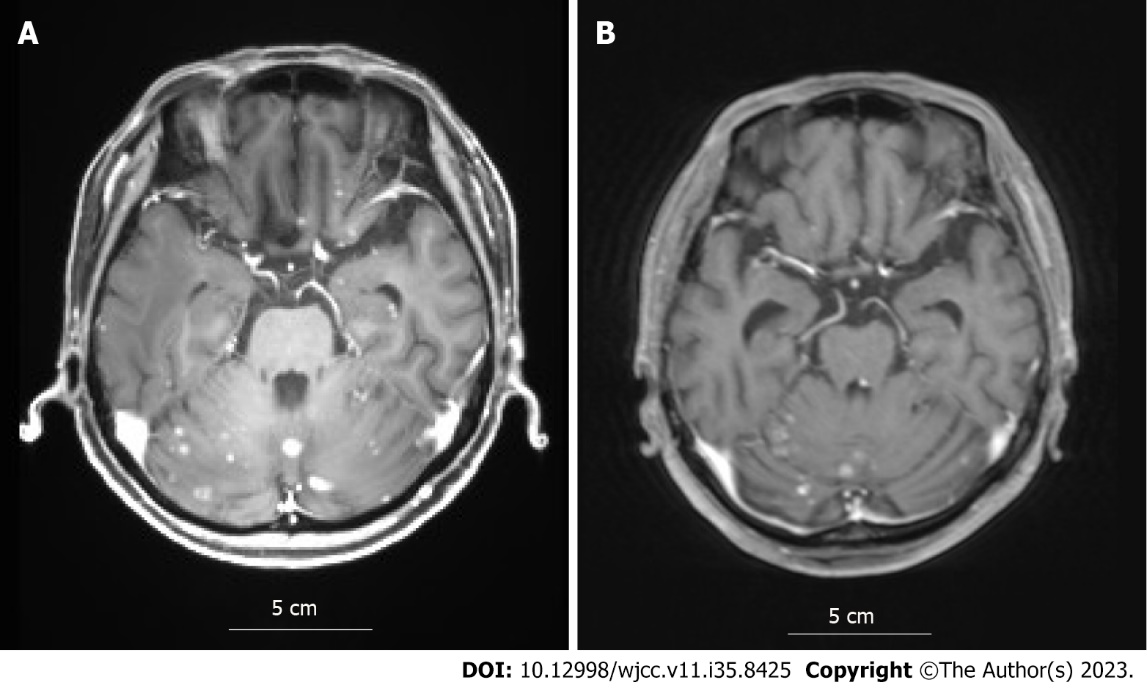 A
B
5 cm
5 cm
DOI: 10.12998/wjcc.v11.i35.8425 Copyright ©The Author(s) 2023.